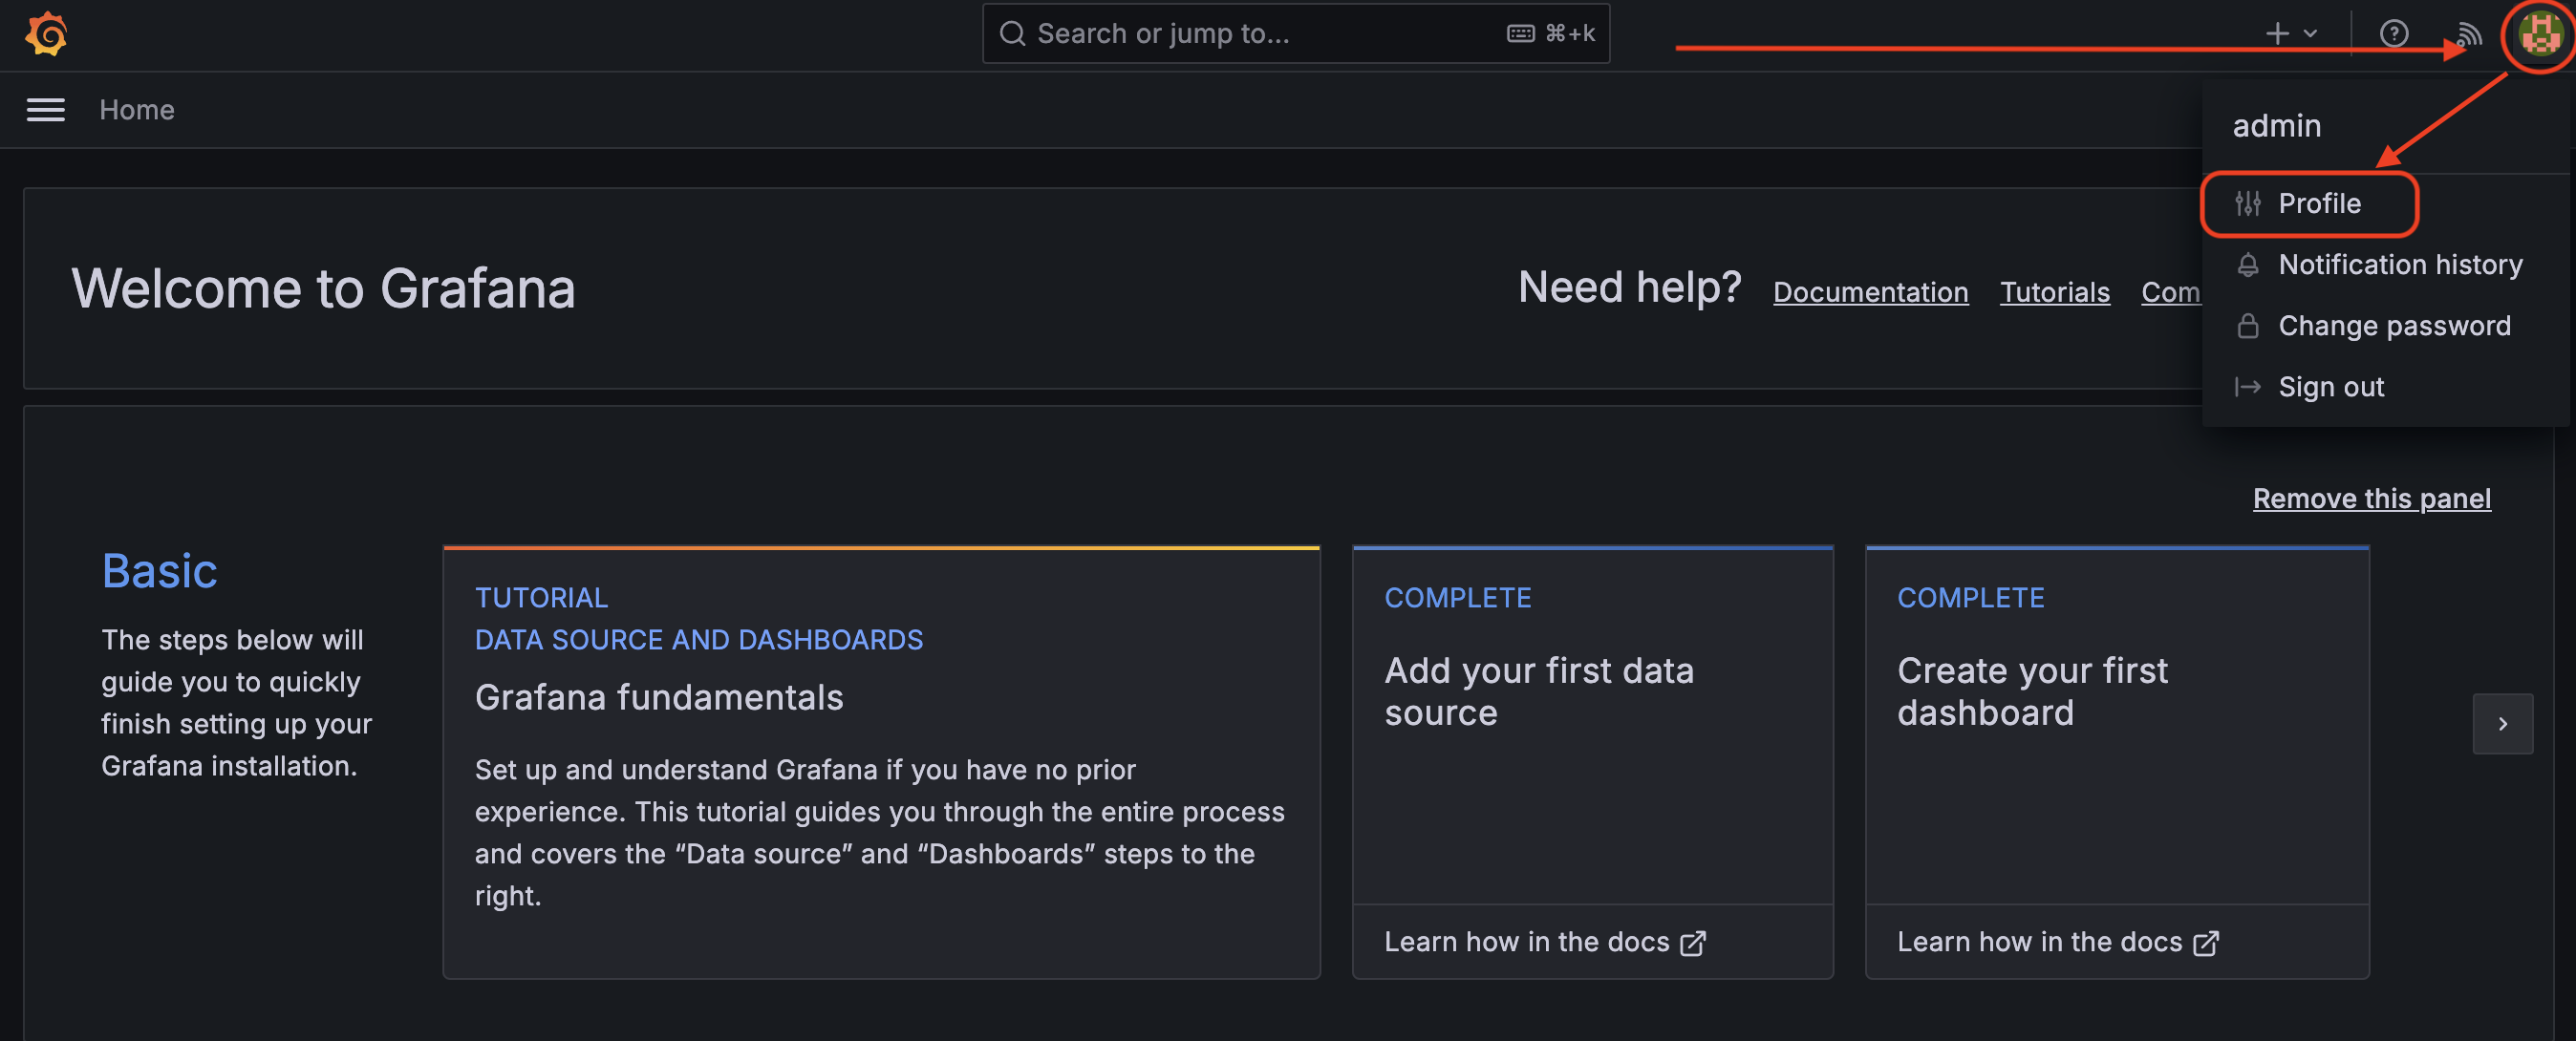 Search or jump to...
⌘+k
Home
admin
Profile
Notification history
Change password
Sign out
Welcome to Grafana
Need help?
Documentation
Tutorials
Com
Remove this panel
Basic
The steps below will
guide you to quickly
finish setting up your
Grafana installation.
TUTORIAL
DATA SOURCE AND DASHBOARDS
Grafana fundamentals
Set up and understand Grafana if you have no prior
experience. This tutorial guides you through the entire process
and covers the “Data source” and “Dashboards” steps to the
right.
COMPLETE
Add your first data
source
Learn how in the docs
COMPLETE
Create your first
dashboard
Learn how in the docs